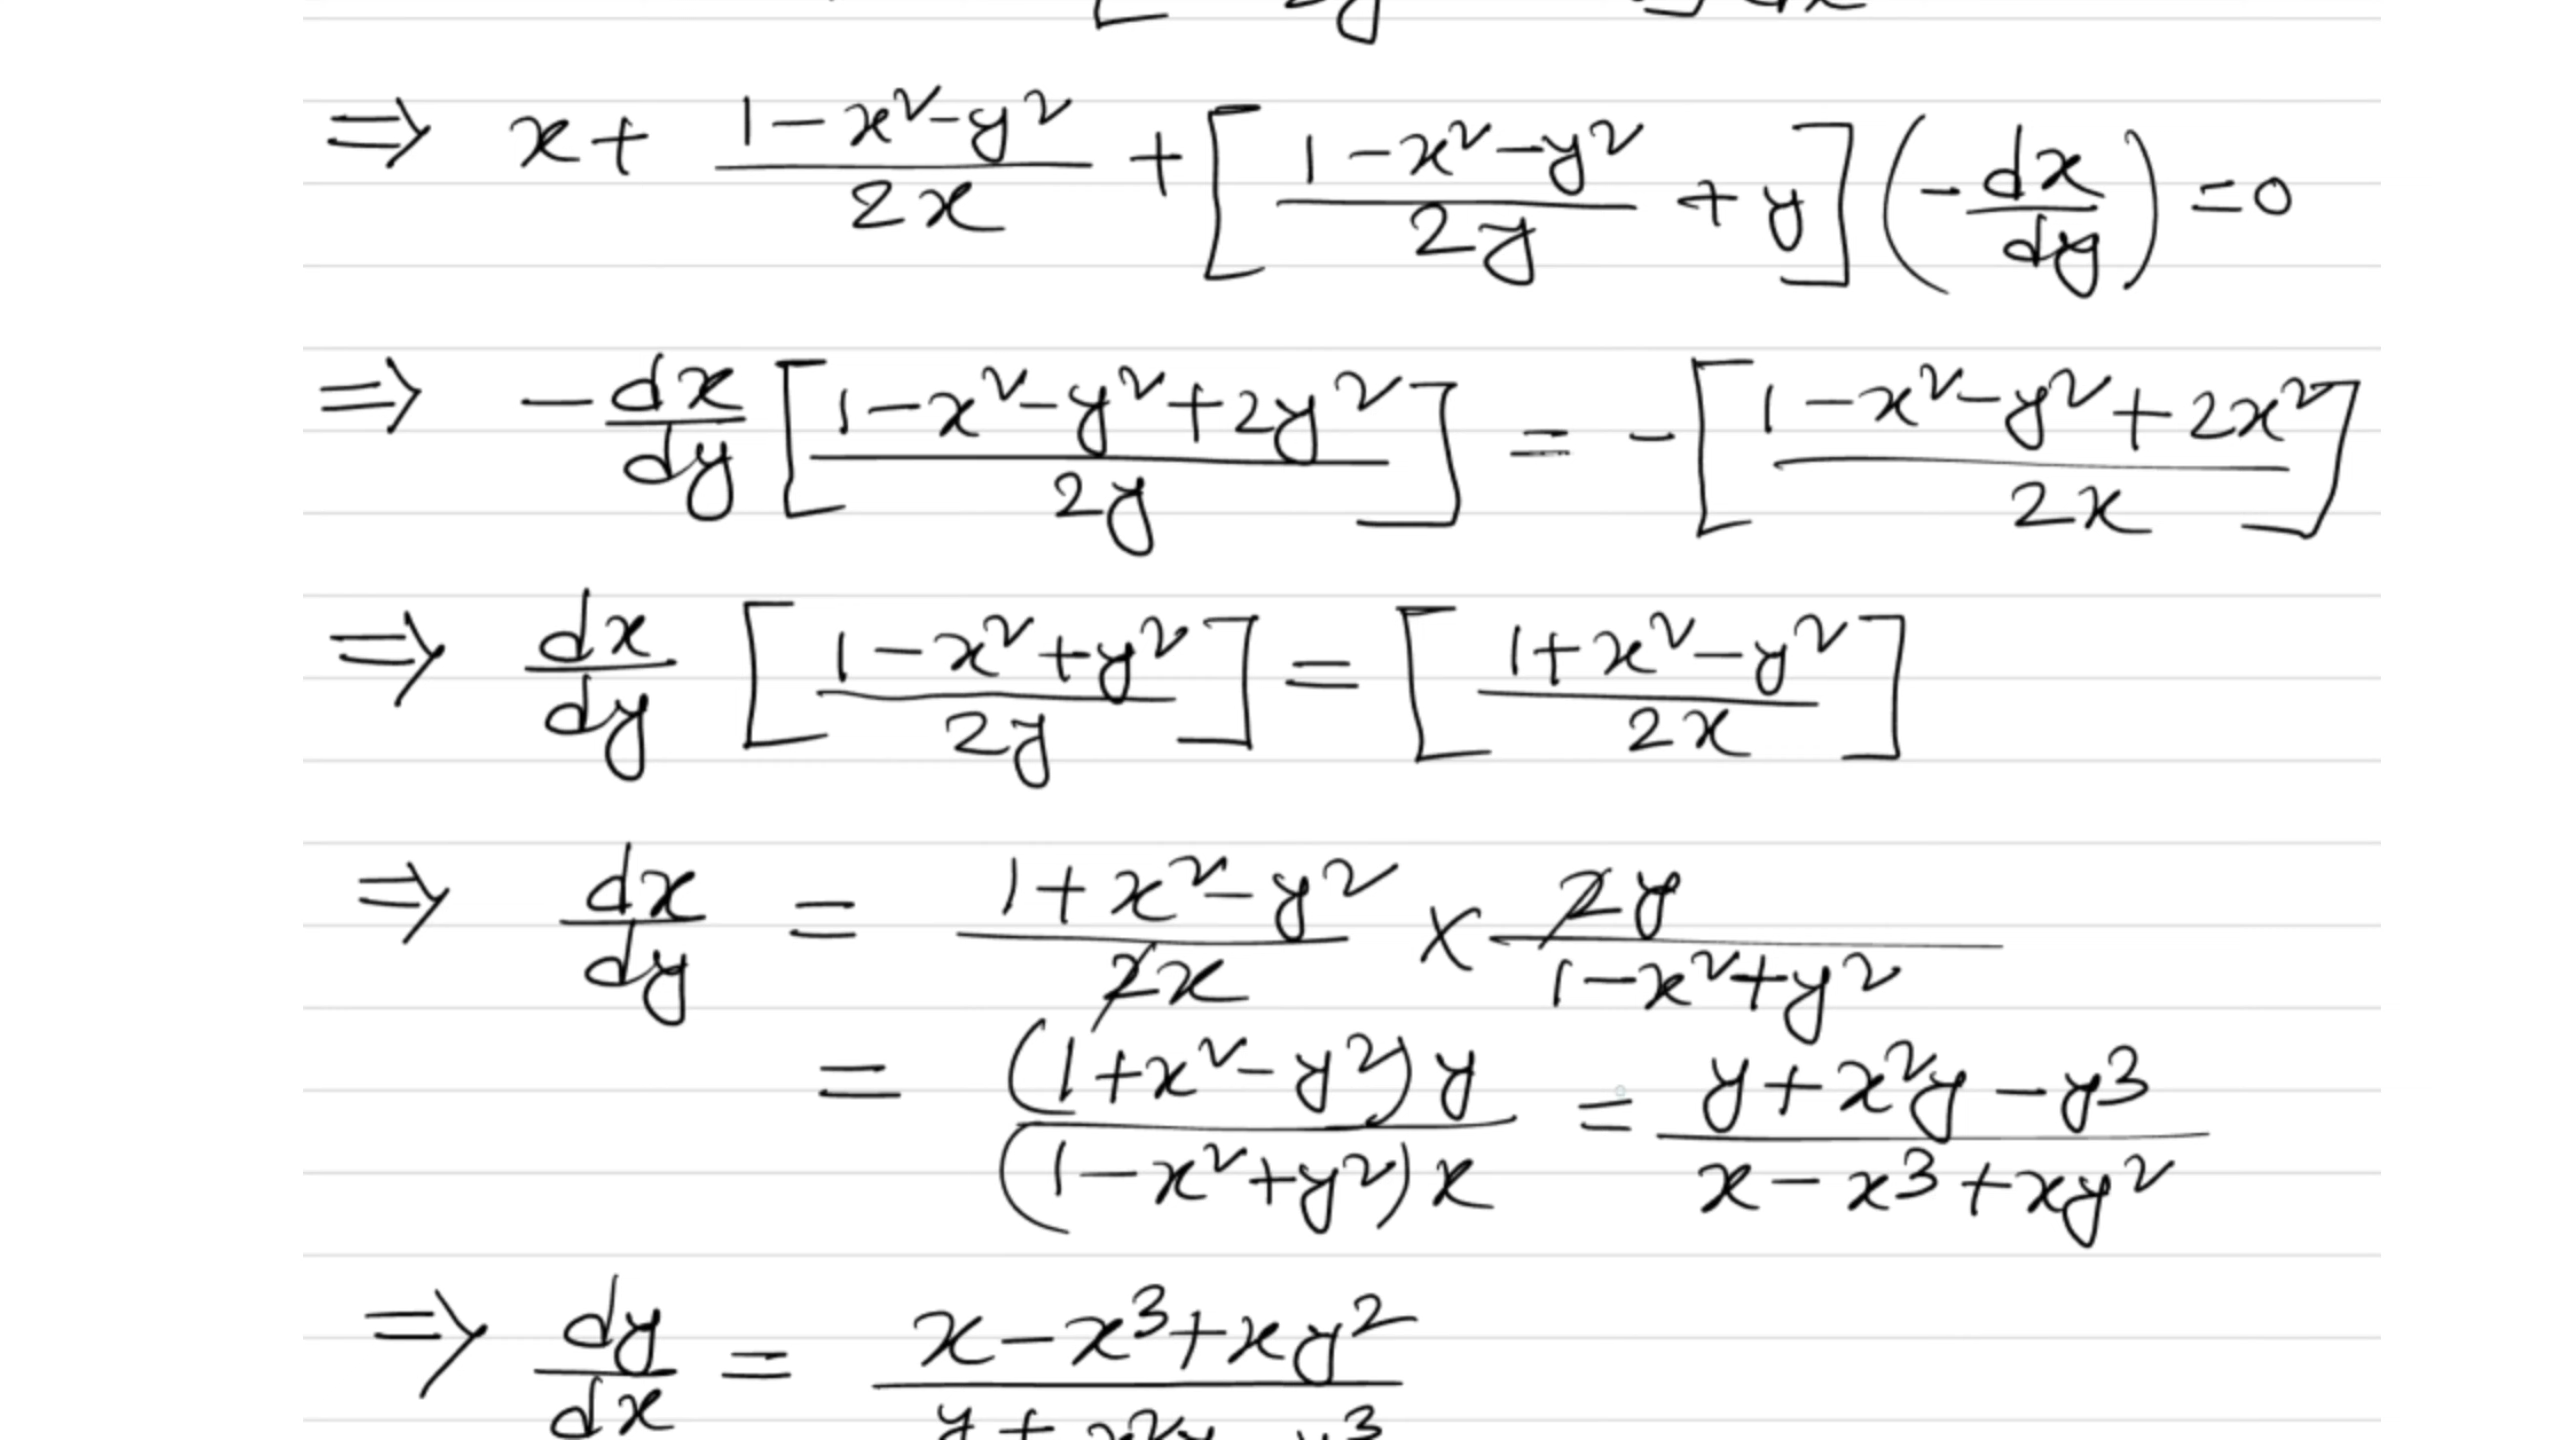 ⇒ x + (1-x²-y²)/(2x) + [(1-x²-y²)/(2y) + y](-dx/dy) = 0
⇒ -dx/dy [(1-x²-y²+2y²)/(2y)] = -[(1-x²-y²+2x²)/(2x)]
⇒ dx/dy [(1-x²+y²)/(2y)] = [(1+x²-y²)/(2x)]
⇒ dx/dy = (1+x²-y²)/(2x) × (2y)/(1-x²+y²)
= ((1+x²-y²)y)/((1-x²+y²)x) = (y+x²y-y³)/(x-x³+xy²)
⇒ dy/dx = (x-x³+xy²)/(y+x²y-y³)